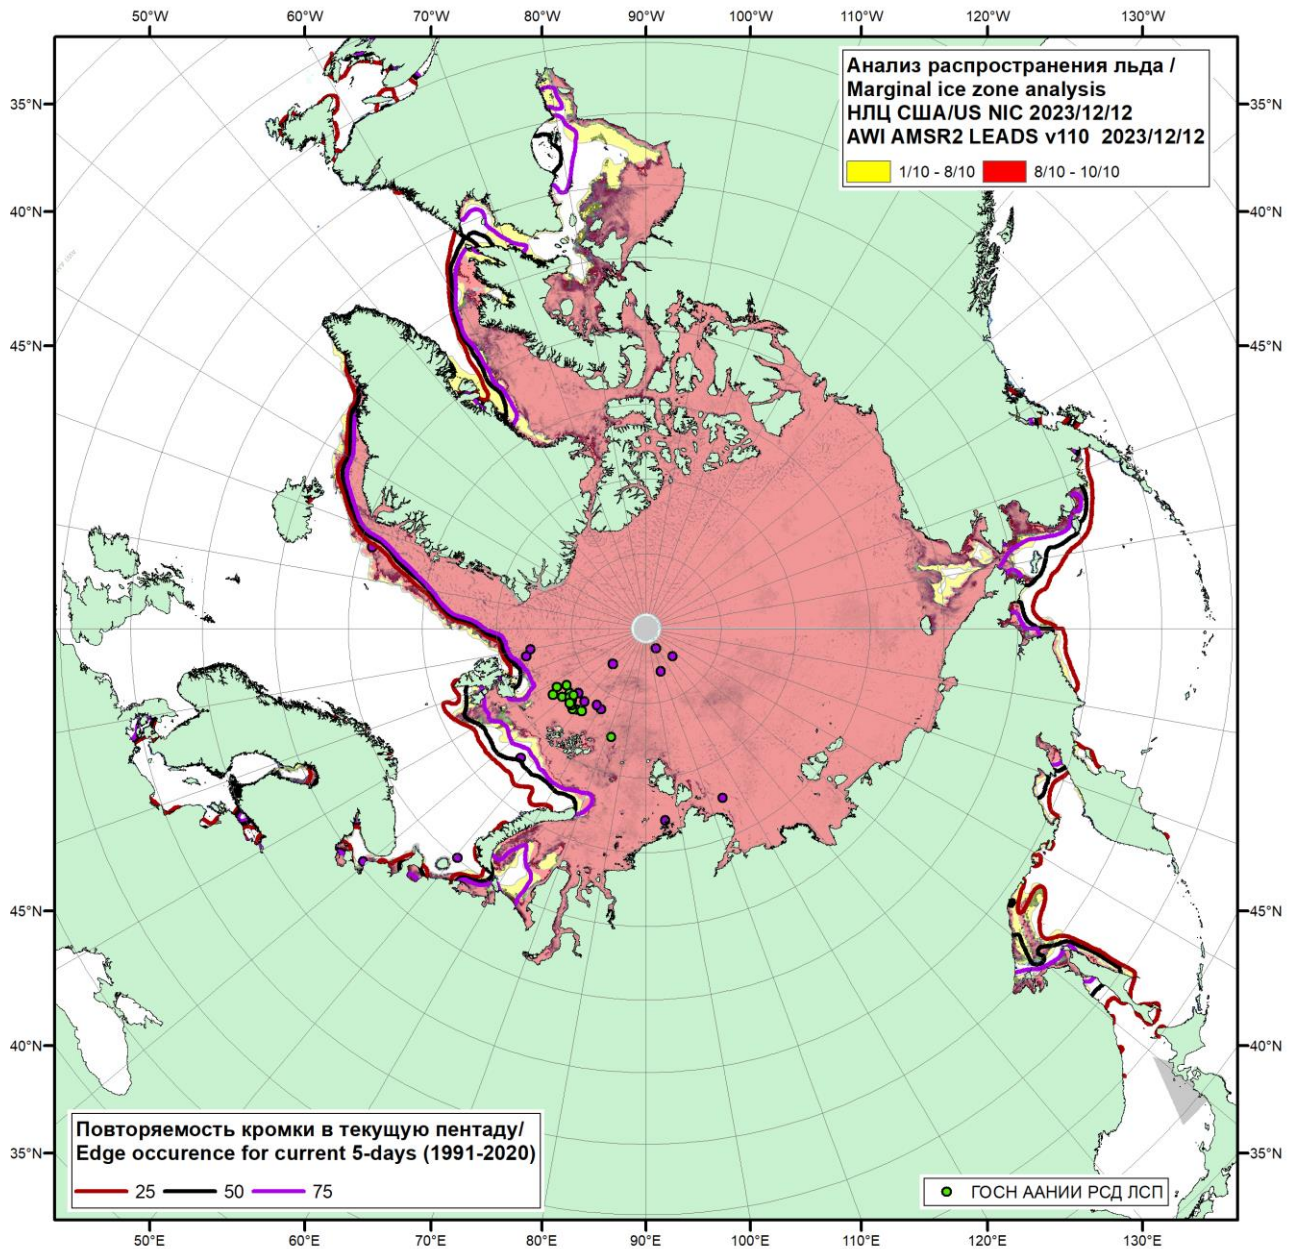 50°W 60°W 70°W 80°W 90°W 100°W 110°W 120°W 130°W
Анализ распространения льда /
Marginal ice zone analysis
НЛЦ США/US NIC 2023/12/12
AWI AMSR2 LEADS v110 2023/12/12
1/10 - 8/10 8/10 - 10/10
35°N 35°N
40°N 40°N
45°N 45°N
45°N 45°N
40°N 40°N
35°N 35°N
Повторяемость кромки в текущую пентаду/
Edge occurence for current 5-days (1991-2020)
25 50 75
ГОСН ААНИИ РСД ЛСП
50°E 60°E 70°E 80°E 90°E 100°E 110°E 120°E 130°E